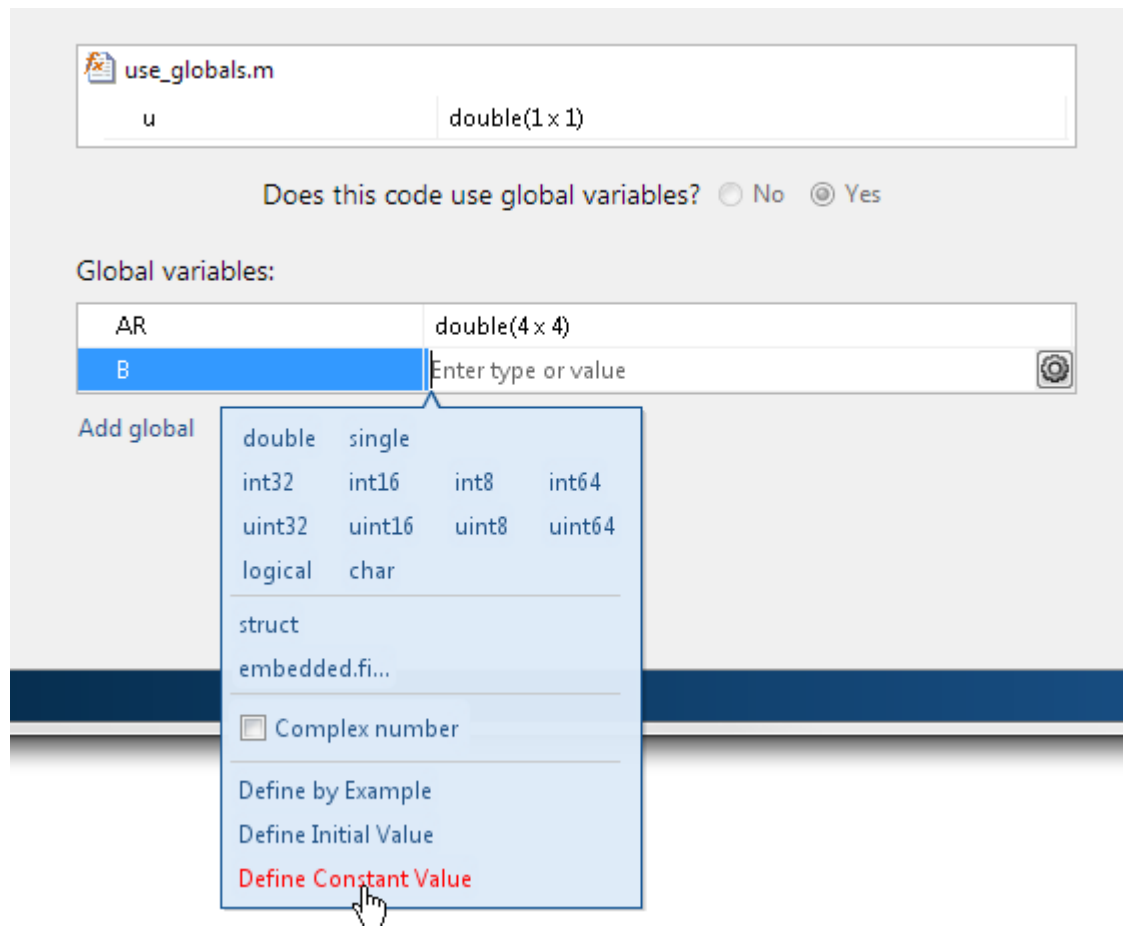 use_globals.m
u double(1 x 1)
Does this code use global variables? No Yes
Global variables:
AR double(4 x 4)
B Enter type or value
Add global
double single
int32 int16 int8 int64
uint32 uint16 uint8 uint64
logical char
struct
embedded.fi...
Complex number
Define by Example
Define Initial Value
Define Constant Value